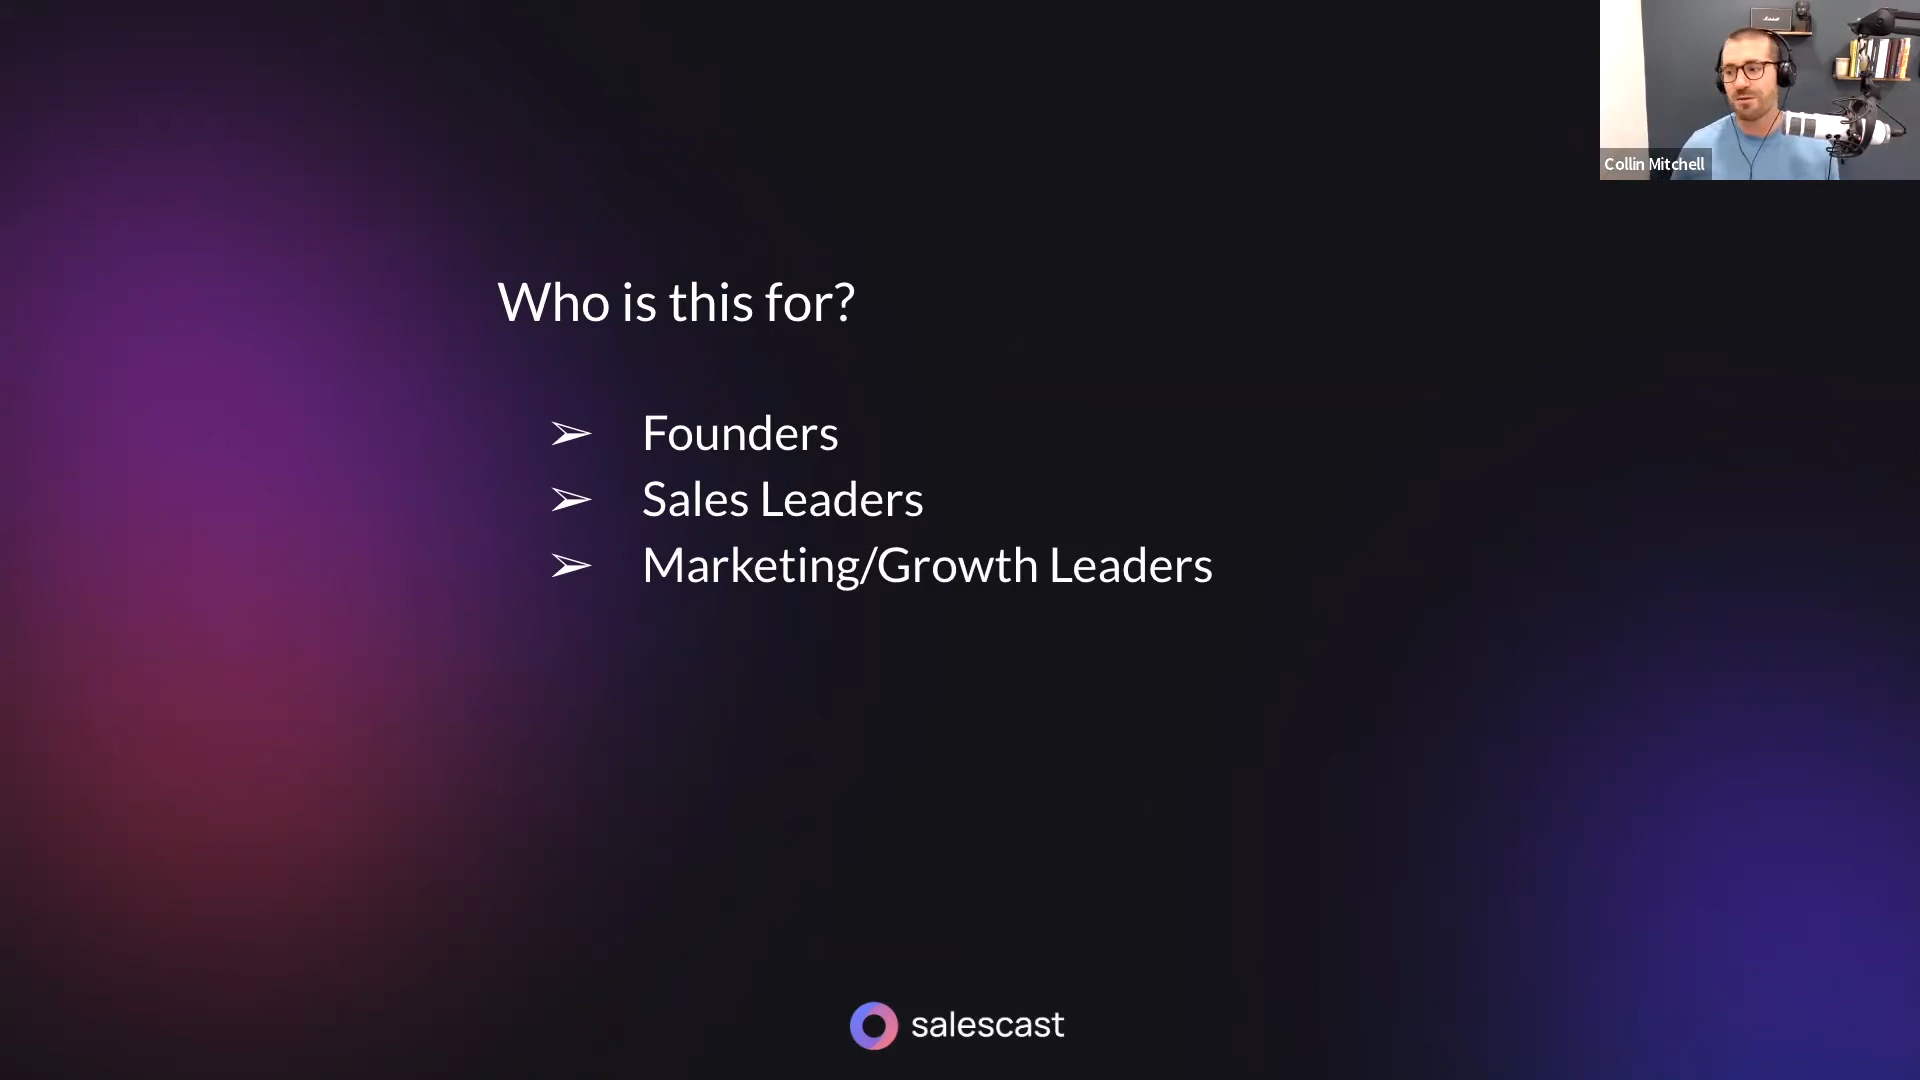 Collin Mitchell
Who is this for?
➢ Founders
➢ Sales Leaders
➢ Marketing/Growth Leaders
salescast